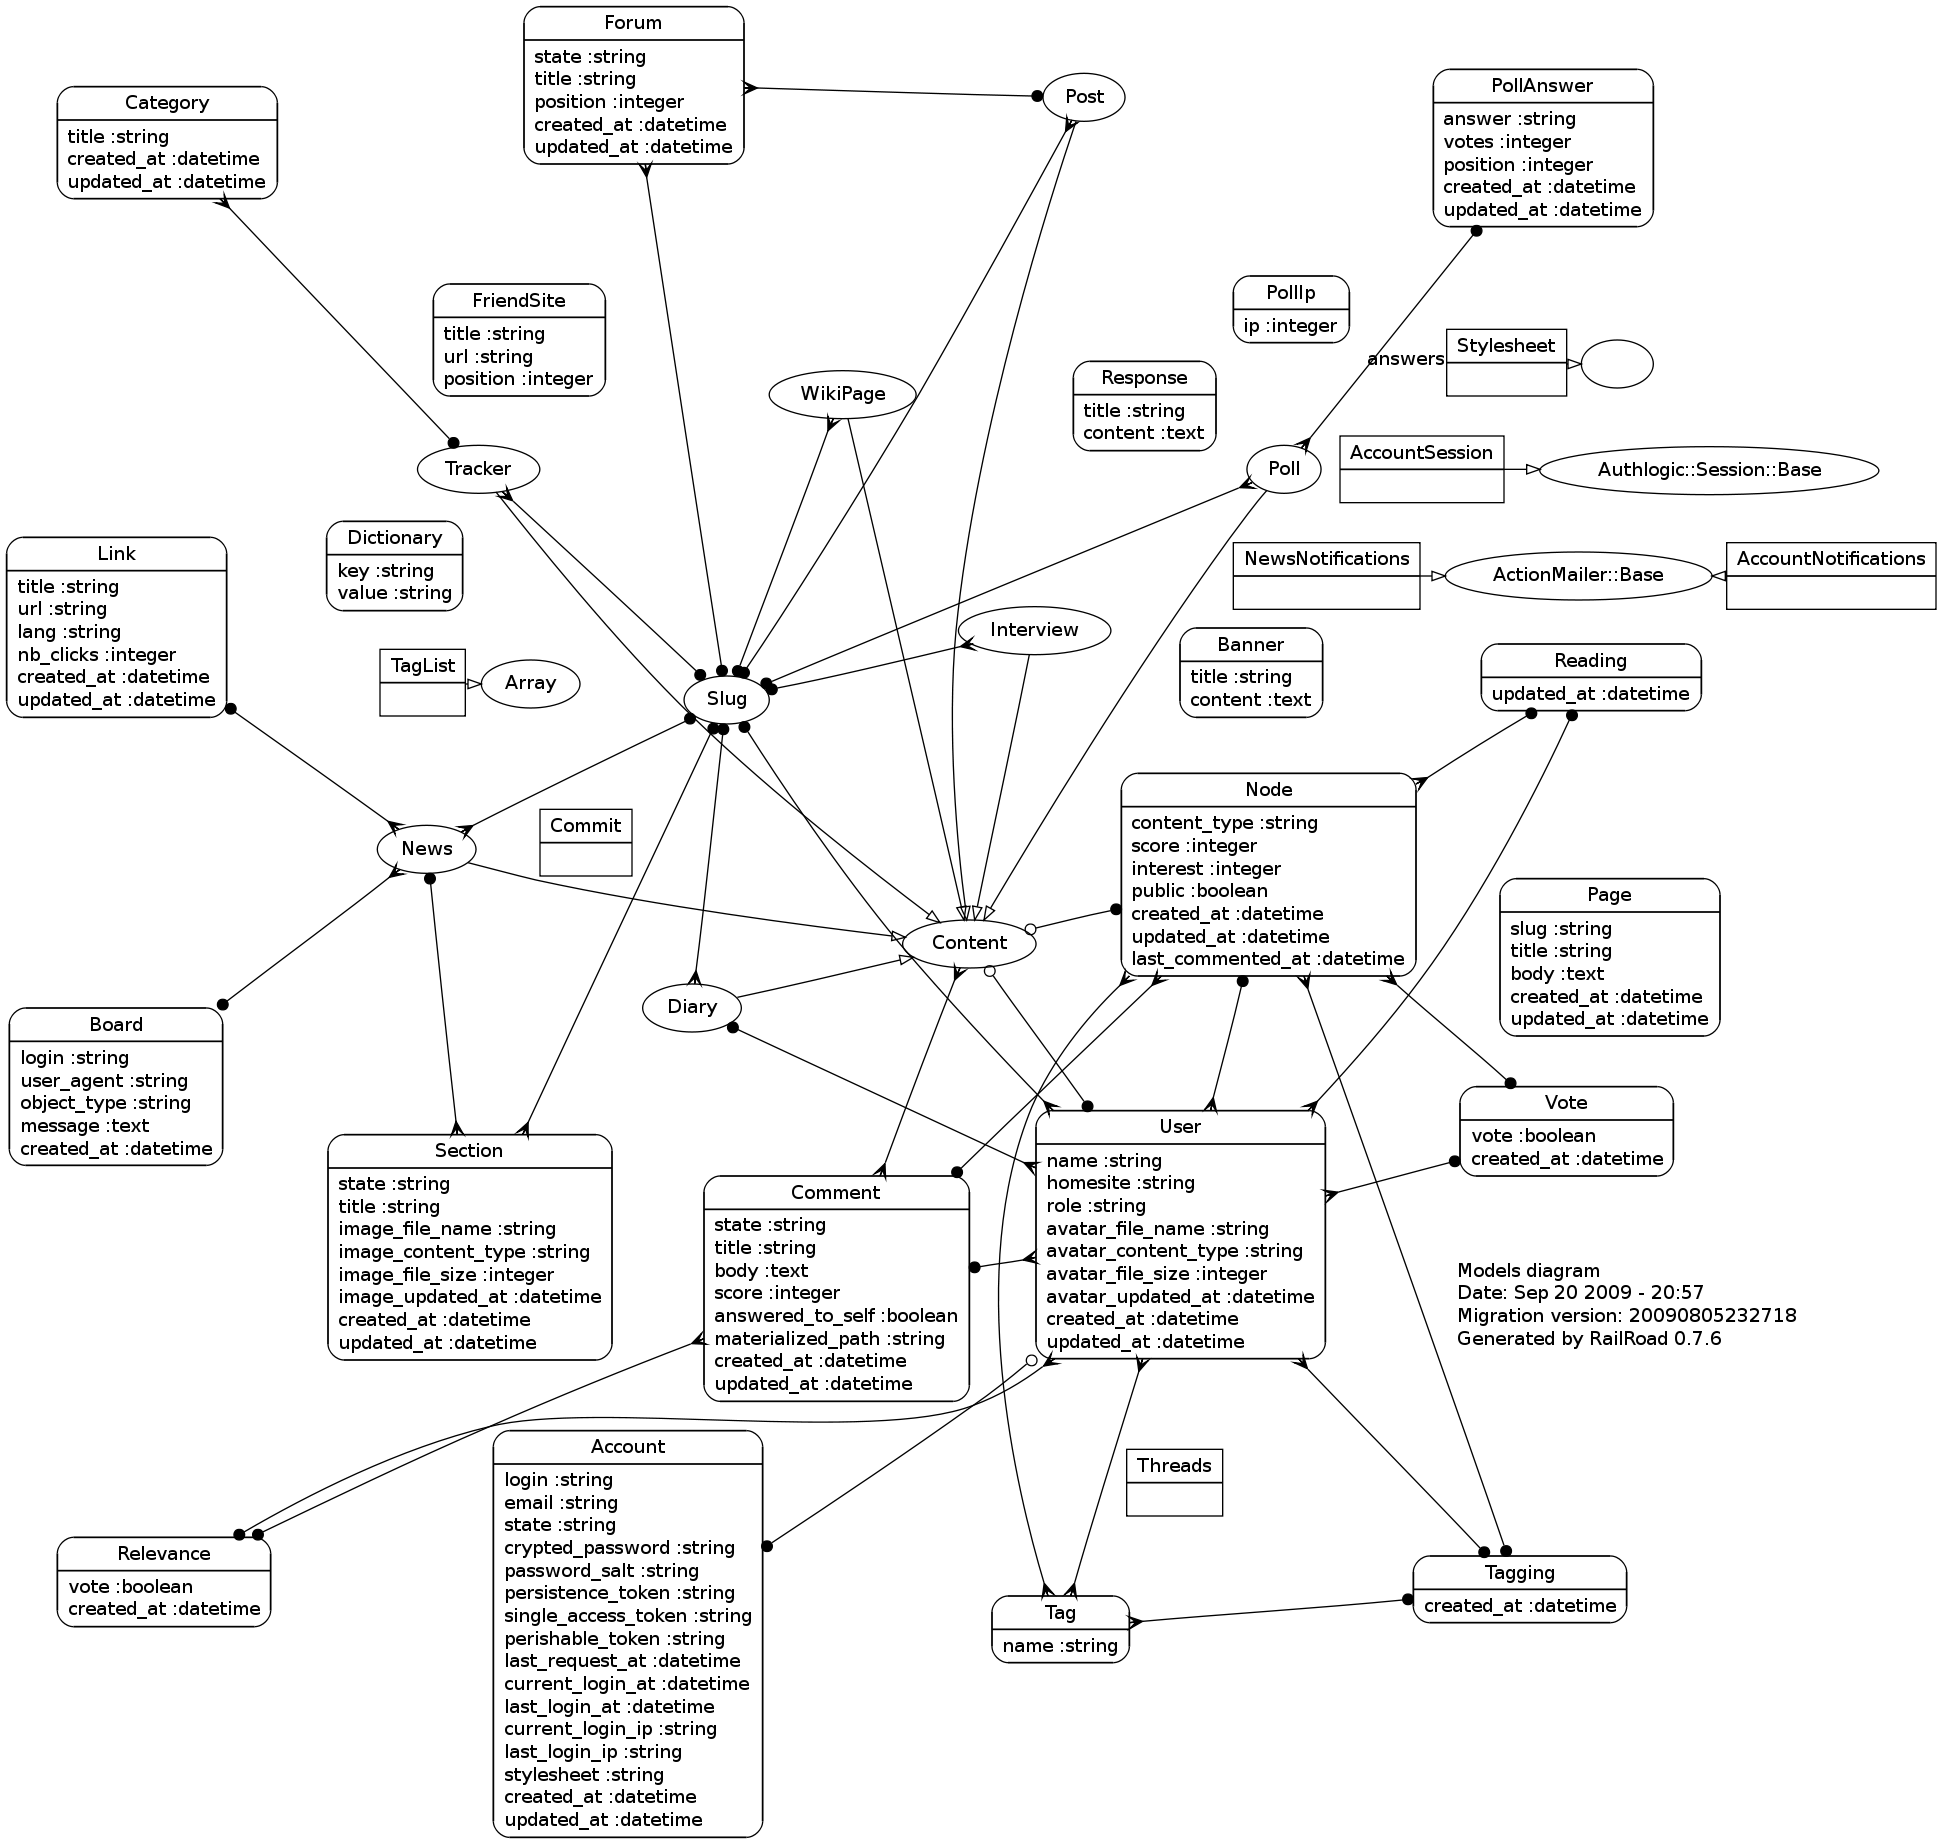 Forum
state :string
title :string
position :integer
created_at :datetime
updated_at :datetime
Post
PollAnswer
answer :string
votes :integer
position :integer
created_at :datetime
updated_at :datetime
Category
title :string
created_at :datetime
updated_at :datetime
FriendSite
title :string
url :string
position :integer
PollIp
ip :integer
answers
Stylesheet
WikiPage
Response
title :string
content :text
Tracker
Poll
AccountSession
Authlogic::Session::Base
Link
title :string
url :string
lang :string
nb_clicks :integer
created_at :datetime
updated_at :datetime
Dictionary
key :string
value :string
NewsNotifications
ActionMailer::Base
AccountNotifications
Interview
Banner
title :string
content :text
TagList
Array
Slug
Reading
updated_at :datetime
Node
content_type :string
score :integer
interest :integer
public :boolean
created_at :datetime
updated_at :datetime
last_commented_at :datetime
News
Commit
Page
slug :string
title :string
body :text
created_at :datetime
updated_at :datetime
Content
Diary
Board
login :string
user_agent :string
object_type :string
message :text
created_at :datetime
Section
state :string
title :string
image_file_name :string
image_content_type :string
image_file_size :integer
image_updated_at :datetime
created_at :datetime
updated_at :datetime
Comment
state :string
title :string
body :text
score :integer
answered_to_self :boolean
materialized_path :string
created_at :datetime
updated_at :datetime
User
name :string
homesite :string
role :string
avatar_file_name :string
avatar_content_type :string
avatar_file_size :integer
avatar_updated_at :datetime
created_at :datetime
updated_at :datetime
Vote
vote :boolean
created_at :datetime
Models diagram
Date: Sep 20 2009 - 20:57
Migration version: 20090805232718
Generated by RailRoad 0.7.6
Account
login :string
email :string
state :string
crypted_password :string
password_salt :string
persistence_token :string
single_access_token :string
perishable_token :string
last_request_at :datetime
current_login_at :datetime
last_login_at :datetime
current_login_ip :string
last_login_ip :string
stylesheet :string
created_at :datetime
updated_at :datetime
Threads
Relevance
vote :boolean
created_at :datetime
Tag
name :string
Tagging
created_at :datetime